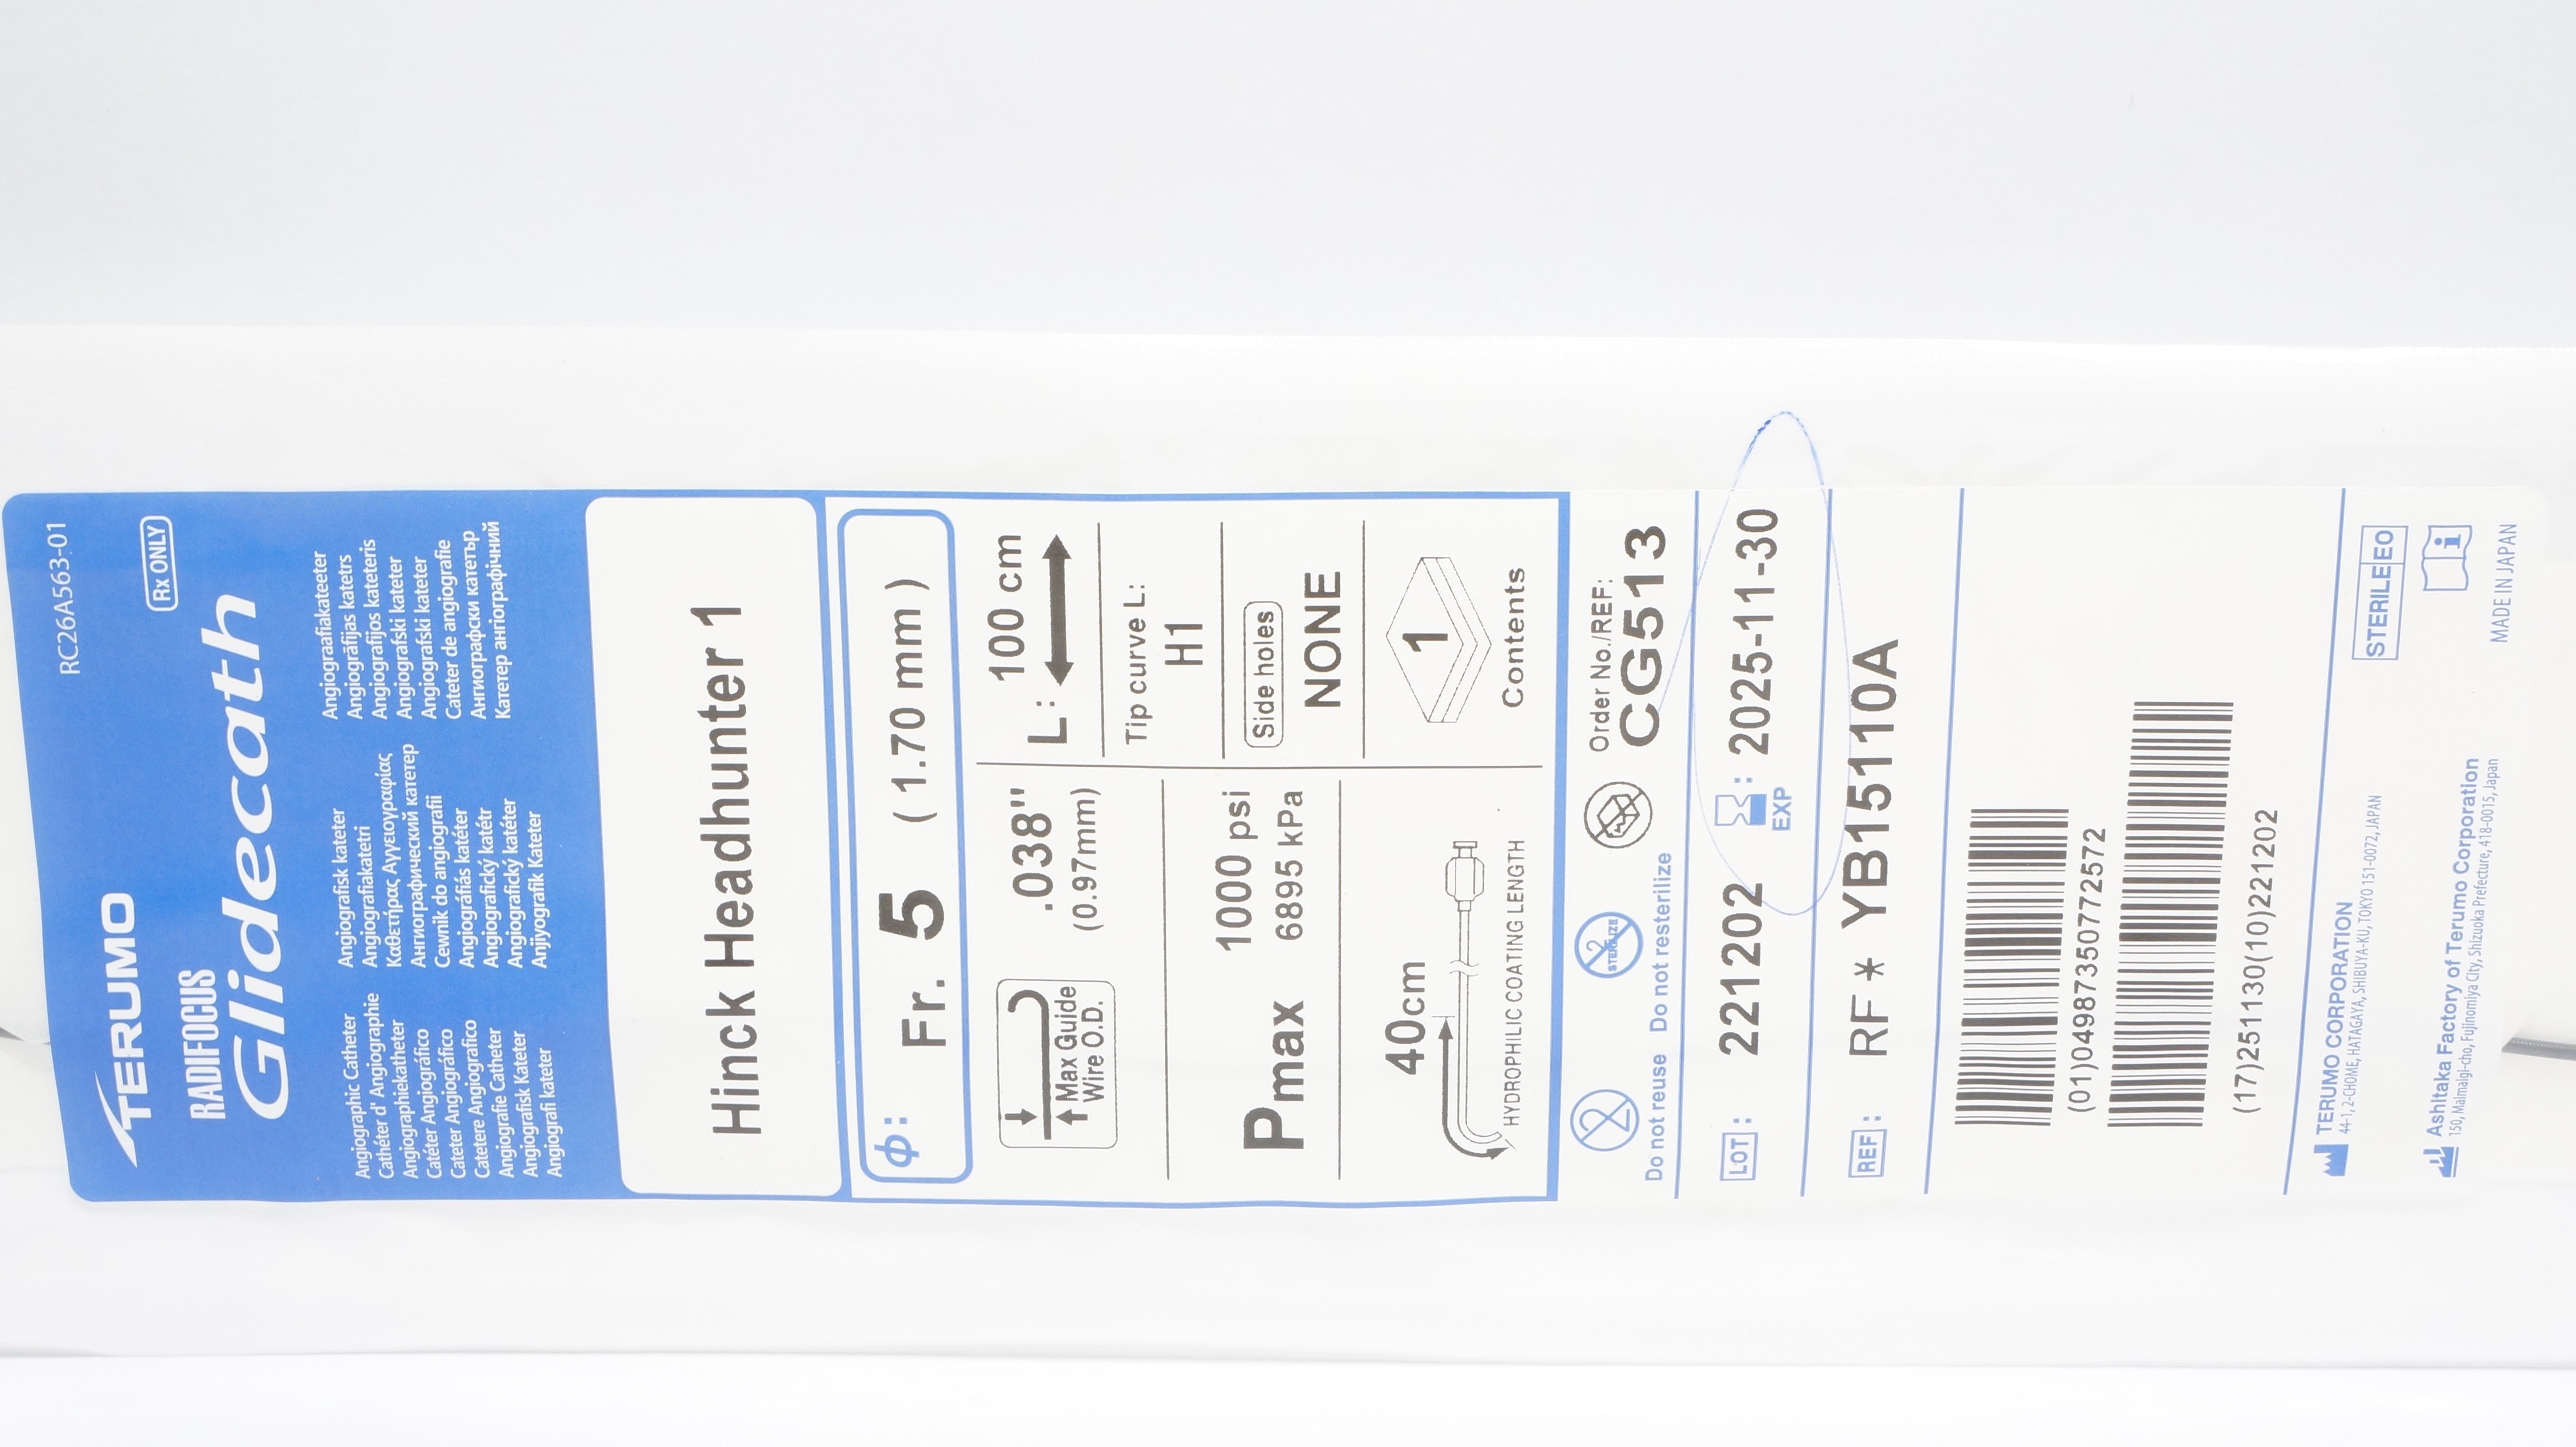 RC26A563-01
TERUMO
Rx ONLY
RADIFOCUS
Glidecath
Angiographic Catheter
Cathéter d' Angiographie
Angiographiekatheter
Catéter Angiográfico
Cateter Angiográfico
Catetere Angiografico
Angiografie Catheter
Angiografisk Kateter
Angiografi kateter
Angiografisk kateter
Angiografiakatetri
Καθετήρας Αγγειογραφίας
Ангиографический катетер
Cewnik do angiografii
Angiográfiás katéter
Angiografický katétr
Angiografický katéter
Anjiyografik Kateter
Angiograafiakateeter
Angiogrāfijas katetrs
Angiografijos kateteris
Angiografski kateter
Angiografski kateter
Cateter de angiografie
Ангиографски катетър
Катетер ангіографічний
Hinck Headhunter 1
ϕ: Fr. 5 (1.70 mm)
Max Guide
Wire O.D.
.038"
(0.97mm)
L: 100 cm
Tip curve L:
H1
Pmax 1000 psi
6895 kPa
Side holes
NONE
40cm
HYDROPHILIC COATING LENGTH
1
Contents
2
2
STERILIZE
Do not reuse Do not resterilize
Order No./REF:
CG513
LOT : 221202
EXP : 2025-11-30
REF : RF * YB15110A
(01)04987350772572
(17)251130(10)221202
TERUMO CORPORATION
44-1, 2-CHOME, HATAGAYA, SHIBUYA-KU, TOKYO 151-0072, JAPAN
STERILE EO
Ashitaka Factory of Terumo Corporation
150, Maimaigi-cho, Fujinomiya City, Shizuoka Prefecture, 418-0015, Japan
i
MADE IN JAPAN